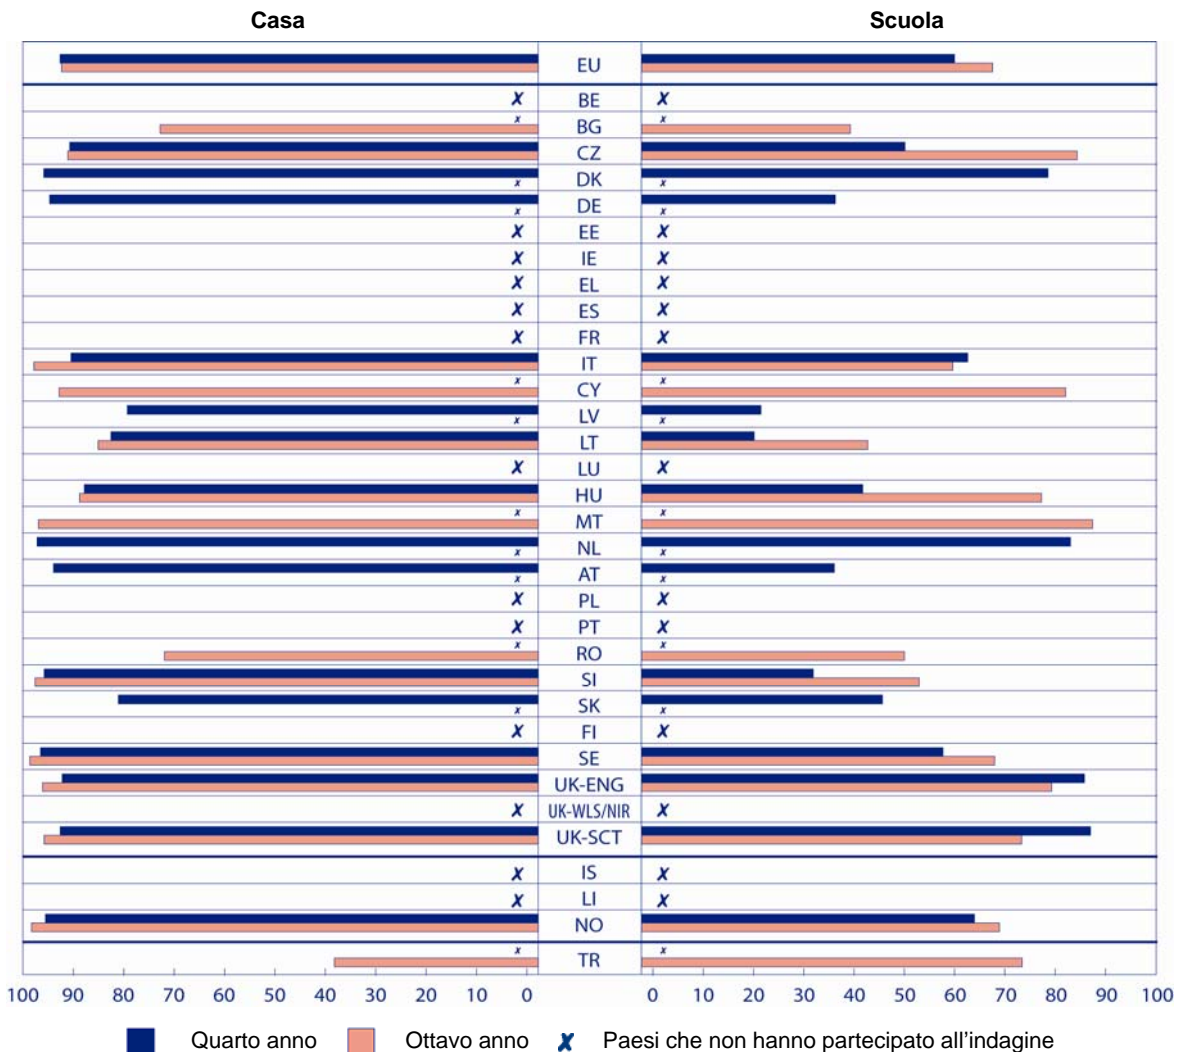 Casa Scuola
EU
BE
BG
CZ
DK
DE
EE
IE
EL
ES
FR
IT
CY
LV
LT
LU
HU
MT
NL
AT
PL
PT
RO
SI
SK
FI
SE
UK-ENG
UK-WLS/NIR
UK-SCT
IS
LI
NO
TR
100 90 80 70 60 50 40 30 20 10 0 0 10 20 30 40 50 60 70 80 90 100
Quarto anno Ottavo anno ✗ Paesi che non hanno partecipato all'indagine